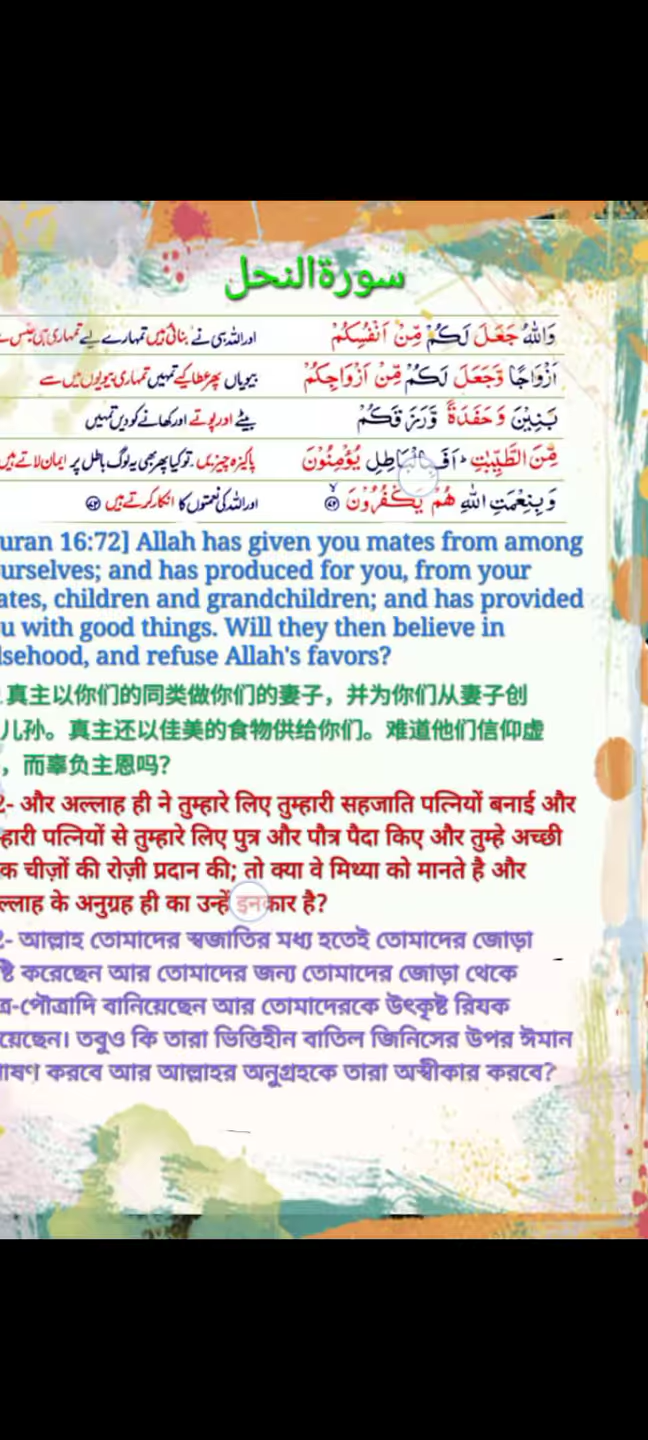 سورةالنحل
وَاللّٰهُ جَعَلَ لَكُمْ مِّنْ اَنْفُسِكُمْ
اور اللہ ہی نے بنائی ہیں تمہارے لیے تمہاری ہی جنس سے
اَزْوَاجًا وَّجَعَلَ لَكُمْ مِّنْ اَزْوَاجِكُمْ
بیویاں پھر عطا کیے تمہیں تمہاری بیویوں میں سے
بَنِيْنَ وَحَفَدَةً وَّرَزَقَكُمْ
بیٹے اور پوتے اور کھانے کو دیں تمہیں
مِّنَ الطَّيِّبٰتِ ؕ اَفَبِالْبَاطِلِ يُؤْمِنُوْنَ
پاکیزہ چیزیں۔ تو کیا پھر بھی یہ لوگ باطل پر ایمان لاتے ہیں
وَبِنِعْمَتِ اللّٰهِ هُمْ يَكْفُرُوْنَ ۙ﴿۷۲﴾
اور اللہ کی نعمتوں کا انکار کرتے ہیں ﴿۷۲﴾
uran 16:72] Allah has given you mates from among
urselves; and has produced for you, from your
ates, children and grandchildren; and has provided
u with good things. Will they then believe in
lsehood, and refuse Allah's favors?
真主以你们的同类做你们的妻子，并为你们从妻子创
儿孙。真主还以佳美的食物供给你们。难道他们信仰虚
，而辜负主恩吗？
2- और अल्लाह ही ने तुम्हारे लिए तुम्हारी सहजाति पत्नियों बनाई और
हारी पत्नियों से तुम्हारे लिए पुत्र और पौत्र पैदा किए और तुम्हे अच्छी
क चीज़ों की रोज़ी प्रदान की; तो क्या वे मिथ्या को मानते है और
ल्लाह के अनुग्रह ही का उन्हें इनकार है?
2- আল্লাহ তোমাদের স্বজাতির মধ্য হতেই তোমাদের জোড়া
ষ্টি করেছেন আর তোমাদের জন্য তোমাদের জোড়া থেকে
ত্র-পৌত্রাদি বানিয়েছেন আর তোমাদেরকে উৎকৃষ্ট রিযক
য়েছেন। তবুও কি তারা ভিত্তিহীন বাতিল জিনিসের উপর ঈমান
াষণ করবে আর আল্লাহর অনুগ্রহকে তারা অস্বীকার করবে?